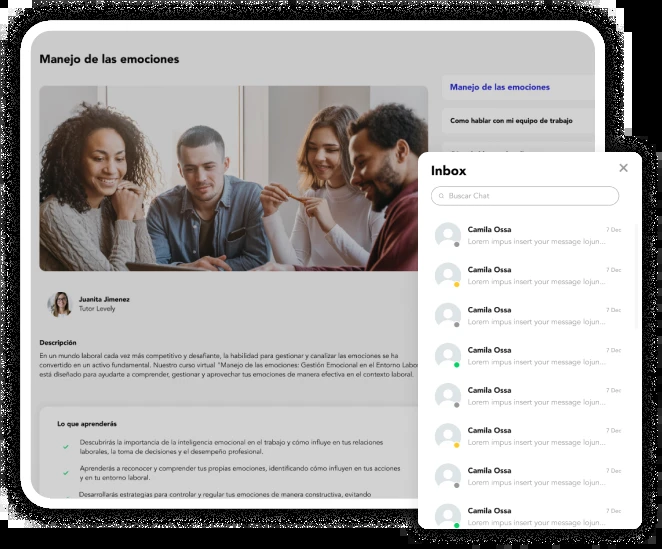 Manejo de las emociones
Manejo de las emociones
Como hablar con mi equipo de trabajo
Juanita Jimenez
Tutor Levely
Descripción
En un mundo laboral cada vez más competitivo y desafiante, la habilidad para gestionar y canalizar las emociones se ha
convertido en un activo fundamental. Nuestro curso virtual "Manejo de las emociones: Gestión Emocional en el Entorno Labor
está diseñado para ayudarte a comprender, gestionar y aprovechar tus emociones de manera efectiva en el contexto laboral.
Lo que aprenderás
Descubrirás la importancia de la inteligencia emocional en el trabajo y cómo influye en tus relaciones
laborales, la toma de decisiones y el desempeño profesional.
Aprenderás a reconocer y comprender tus propias emociones, identificando cómo influyen en tus acciones
y en tu entorno laboral.
Desarrollarás estrategias para controlar y regular tus emociones de manera constructiva, evitando
Inbox
Buscar Chat
Camila Ossa 7 Dec
Lorem impus insert your message lojun...
Camila Ossa 7 Dec
Lorem impus insert your message lojun...
Camila Ossa 7 Dec
Lorem impus insert your message lojun...
Camila Ossa 7 Dec
Lorem impus insert your message lojun...
Camila Ossa 7 Dec
Lorem impus insert your message lojun...
Camila Ossa 7 Dec
Lorem impus insert your message lojun...
Camila Ossa 7 Dec
Lorem impus insert your message lojun...
Camila Ossa 7 Dec
Lorem impus insert your message lojun...